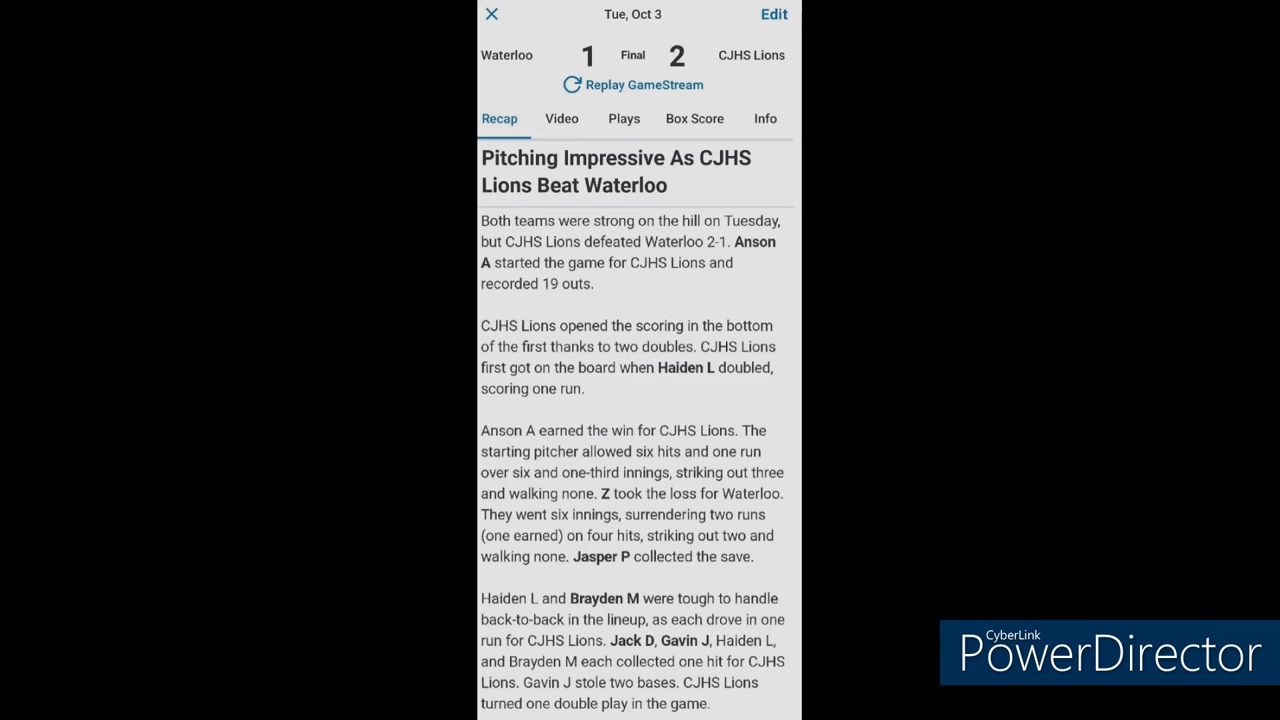 Tue, Oct 3
Edit
Waterloo 1 Final 2 CJHS Lions
Replay GameStream
Recap Video Plays Box Score Info
Pitching Impressive As CJHS
Lions Beat Waterloo
Both teams were strong on the hill on Tuesday,
but CJHS Lions defeated Waterloo 2-1. Anson
A started the game for CJHS Lions and
recorded 19 outs.
CJHS Lions opened the scoring in the bottom
of the first thanks to two doubles. CJHS Lions
first got on the board when Haiden L doubled,
scoring one run.
Anson A earned the win for CJHS Lions. The
starting pitcher allowed six hits and one run
over six and one-third innings, striking out three
and walking none. Z took the loss for Waterloo.
They went six innings, surrendering two runs
(one earned) on four hits, striking out two and
walking none. Jasper P collected the save.
Haiden L and Brayden M were tough to handle
back-to-back in the lineup, as each drove in one
run for CJHS Lions. Jack D, Gavin J, Haiden L,
and Brayden M each collected one hit for CJHS
Lions. Gavin J stole two bases. CJHS Lions
turned one double play in the game.
CyberLink
PowerDirector